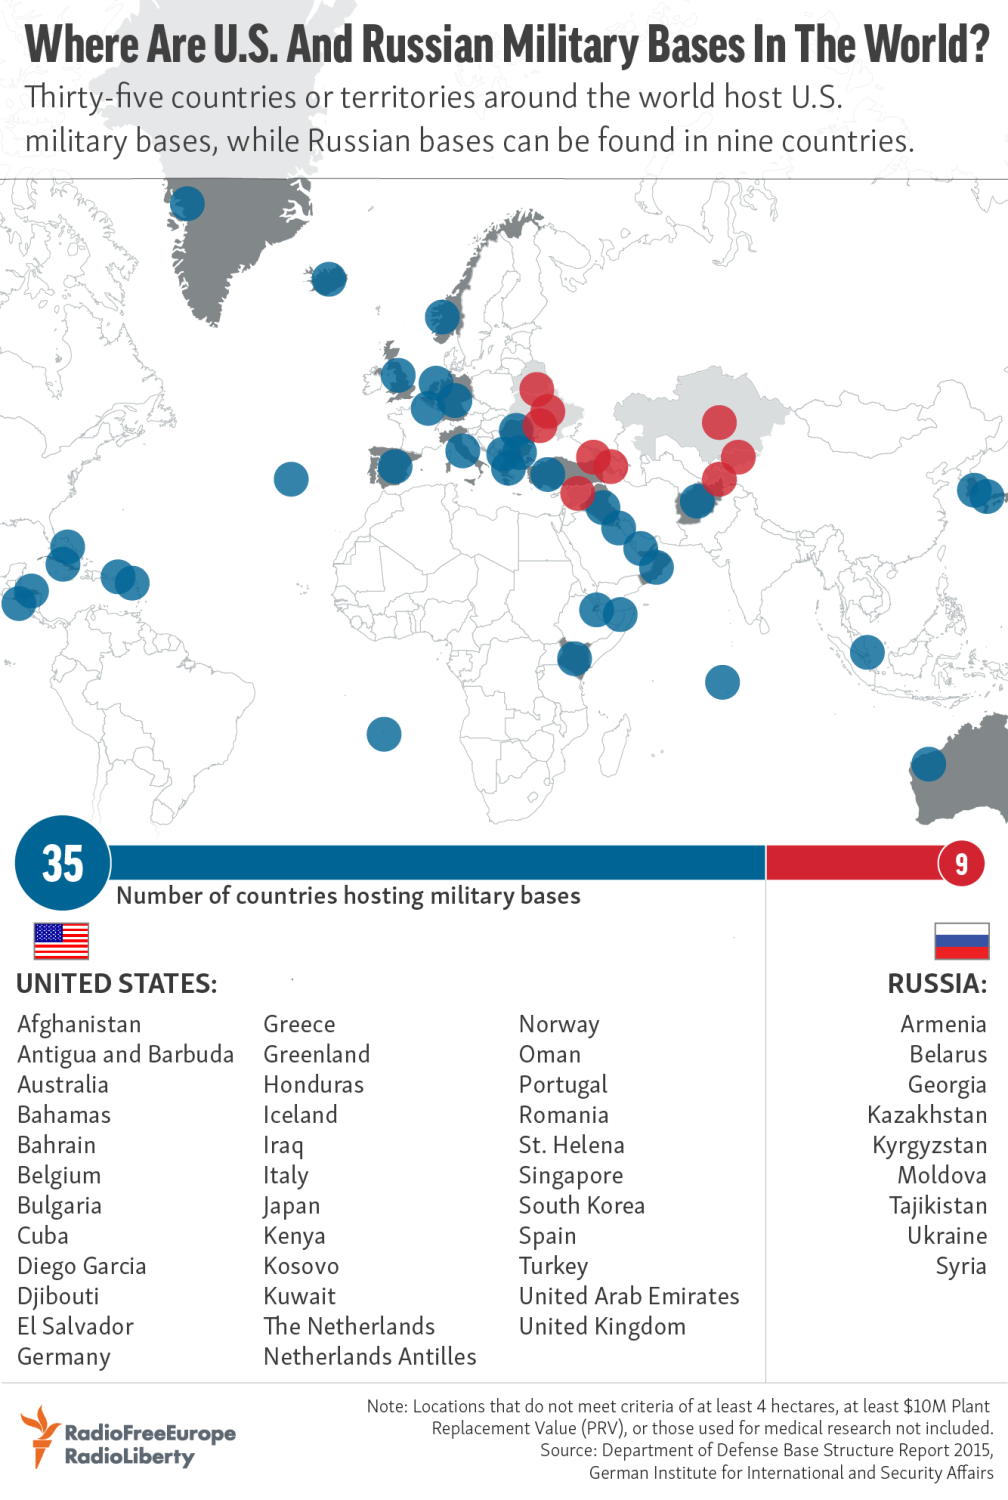 Where Are U.S. And Russian Military Bases In The World?
Thirty-five countries or territories around the world host U.S.
military bases, while Russian bases can be found in nine countries.
35
9
Number of countries hosting military bases
UNITED STATES:
Afghanistan
Antigua and Barbuda
Australia
Bahamas
Bahrain
Belgium
Bulgaria
Cuba
Diego Garcia
Djibouti
El Salvador
Germany
Greece
Greenland
Honduras
Iceland
Iraq
Italy
Japan
Kenya
Kosovo
Kuwait
The Netherlands
Netherlands Antilles
Norway
Oman
Portugal
Romania
St. Helena
Singapore
South Korea
Spain
Turkey
United Arab Emirates
United Kingdom
RUSSIA:
Armenia
Belarus
Georgia
Kazakhstan
Kyrgyzstan
Moldova
Tajikistan
Ukraine
Syria
RadioFreeEurope
RadioLiberty
Note: Locations that do not meet criteria of at least 4 hectares, at least $10M Plant
Replacement Value (PRV), or those used for medical research not included.
Source: Department of Defense Base Structure Report 2015,
German Institute for International and Security Affairs